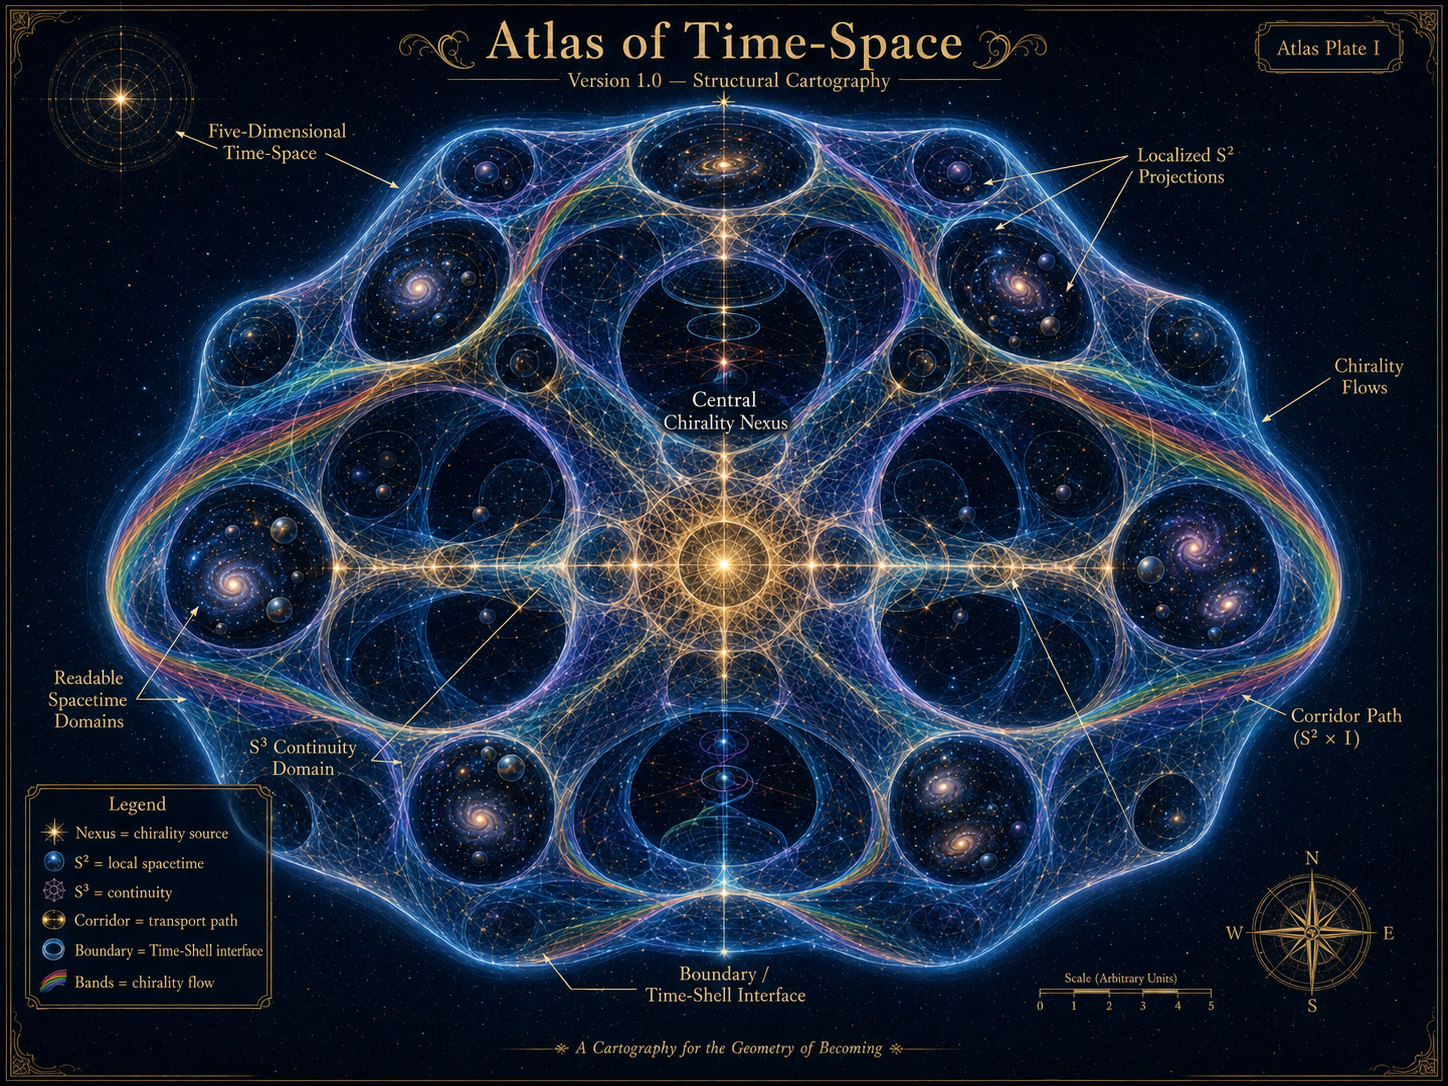 Atlas of Time-Space
Version 1.0 — Structural Cartography
Atlas Plate I
Five-Dimensional
Time-Space
Localized S²
Projections
Chirality
Flows
Central
Chirality Nexus
Readable
Spacetime
Domains
S³ Continuity
Domain
Corridor Path
(S² × I)
Legend
Nexus = chirality source
S² = local spacetime
S³ = continuity
Corridor = transport path
Boundary = Time-Shell interface
Bands = chirality flow
Boundary /
Time-Shell Interface
N
W E
S
Scale (Arbitrary Units)
0 1 2 3 4 5
A Cartography for the Geometry of Becoming